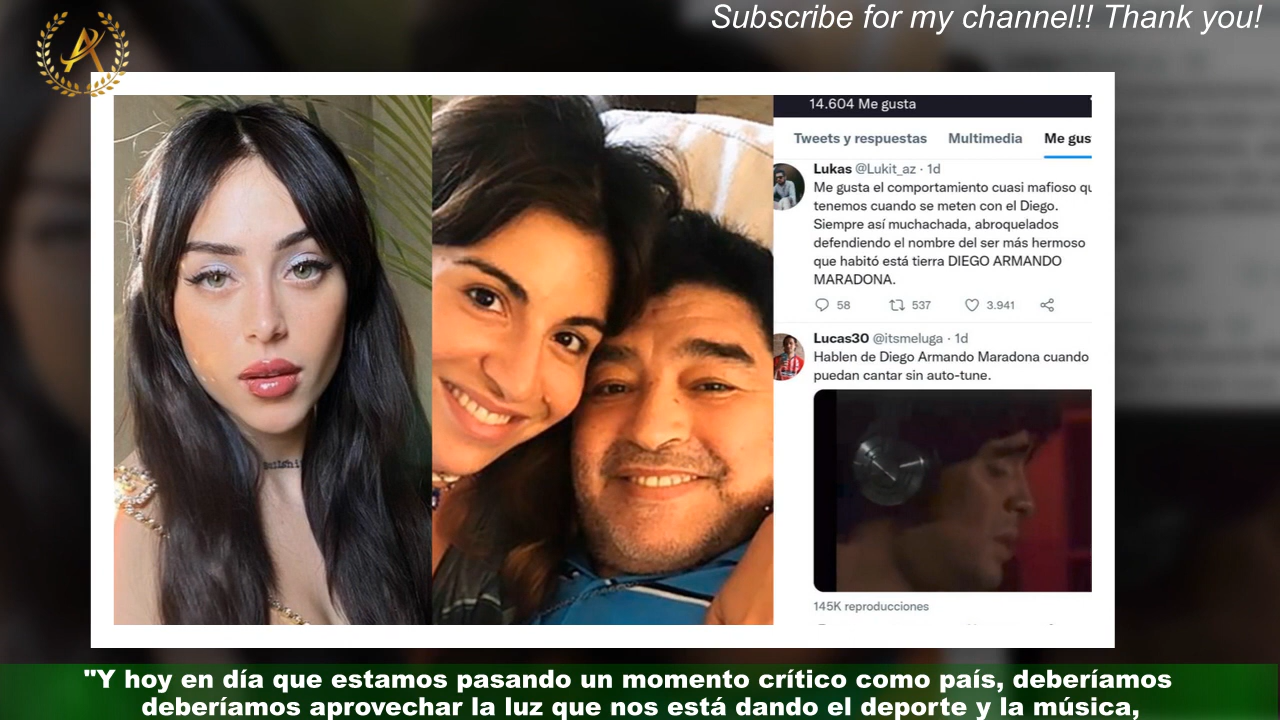 Subscribe for my channel!! Thank you!
14.604 Me gusta
Tweets y respuestas Multimedia Me gus
Lukas @Lukit_az · 1d
Me gusta el comportamiento cuasi mafioso qu
tenemos cuando se meten con el Diego.
Siempre así muchachada, abroquelados
defendiendo el nombre del ser más hermoso
que habitó está tierra DIEGO ARMANDO
MARADONA.
58 537 3.941
Lucas30 @itsmeluga · 1d
Hablen de Diego Armando Maradona cuando
puedan cantar sin auto-tune.
145K reproducciones
"Y hoy en día que estamos pasando un momento crítico como país, deberíamos
deberíamos aprovechar la luz que nos está dando el deporte y la música,